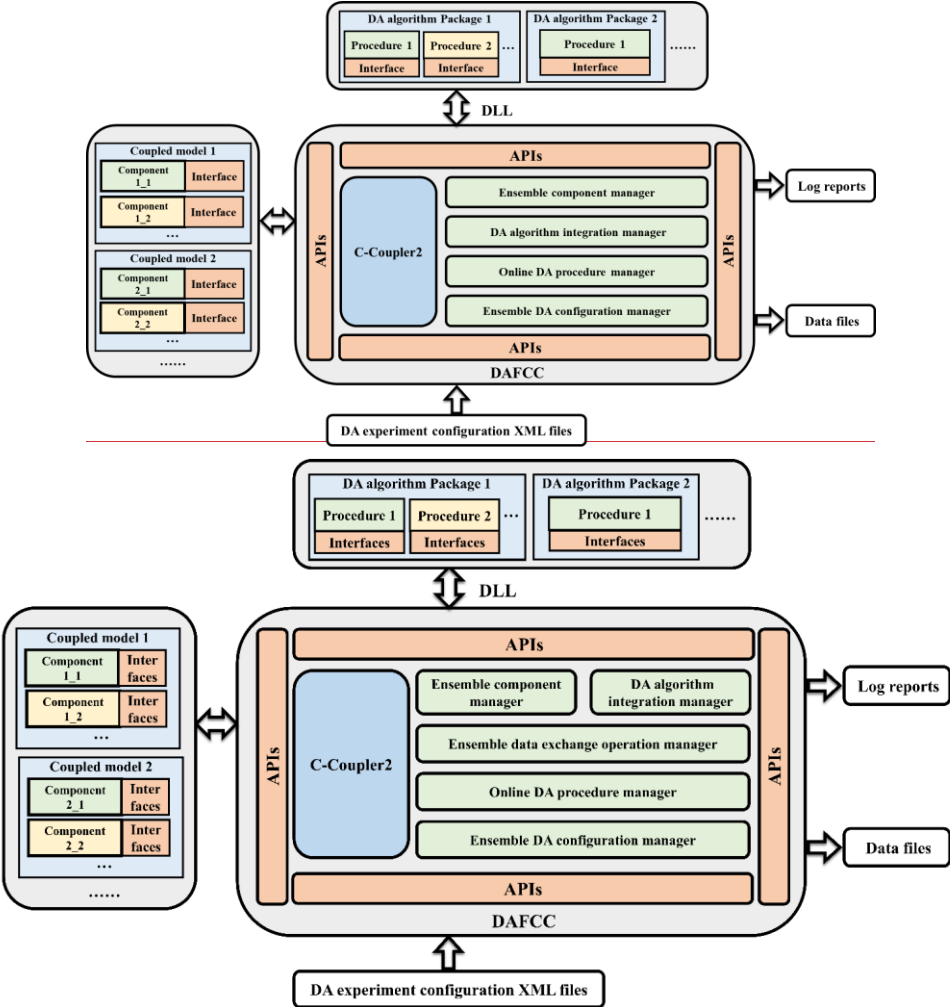 DA algorithm Package 1
DA algorithm Package 2
Procedure 1
Procedure 2
...
Procedure 1
......
Interface
Interface
Interface
DLL
Coupled model 1
Component
1_1
Interface
Component
1_2
Interface
...
Coupled model 2
Component
2_1
Interface
Component
2_2
Interface
...
......
APIs
APIs
C-Coupler2
Ensemble component manager
DA algorithm integration manager
Online DA procedure manager
Ensemble DA configuration manager
APIs
APIs
DAFCC
Log reports
Data files
DA experiment configuration XML files
DA algorithm Package 1
DA algorithm Package 2
Procedure 1
Procedure 2
...
Procedure 1
......
Interfaces
Interfaces
Interfaces
DLL
Coupled model 1
Component
1_1
Inter
faces
Component
1_2
Inter
faces
...
Coupled model 2
Component
2_1
Inter
faces
Component
2_2
Inter
faces
...
......
APIs
APIs
C-Coupler2
Ensemble component
manager
DA algorithm
integration manager
Ensemble data exchange operation manager
Online DA procedure manager
Ensemble DA configuration manager
APIs
APIs
DAFCC
Log reports
Data files
DA experiment configuration XML files